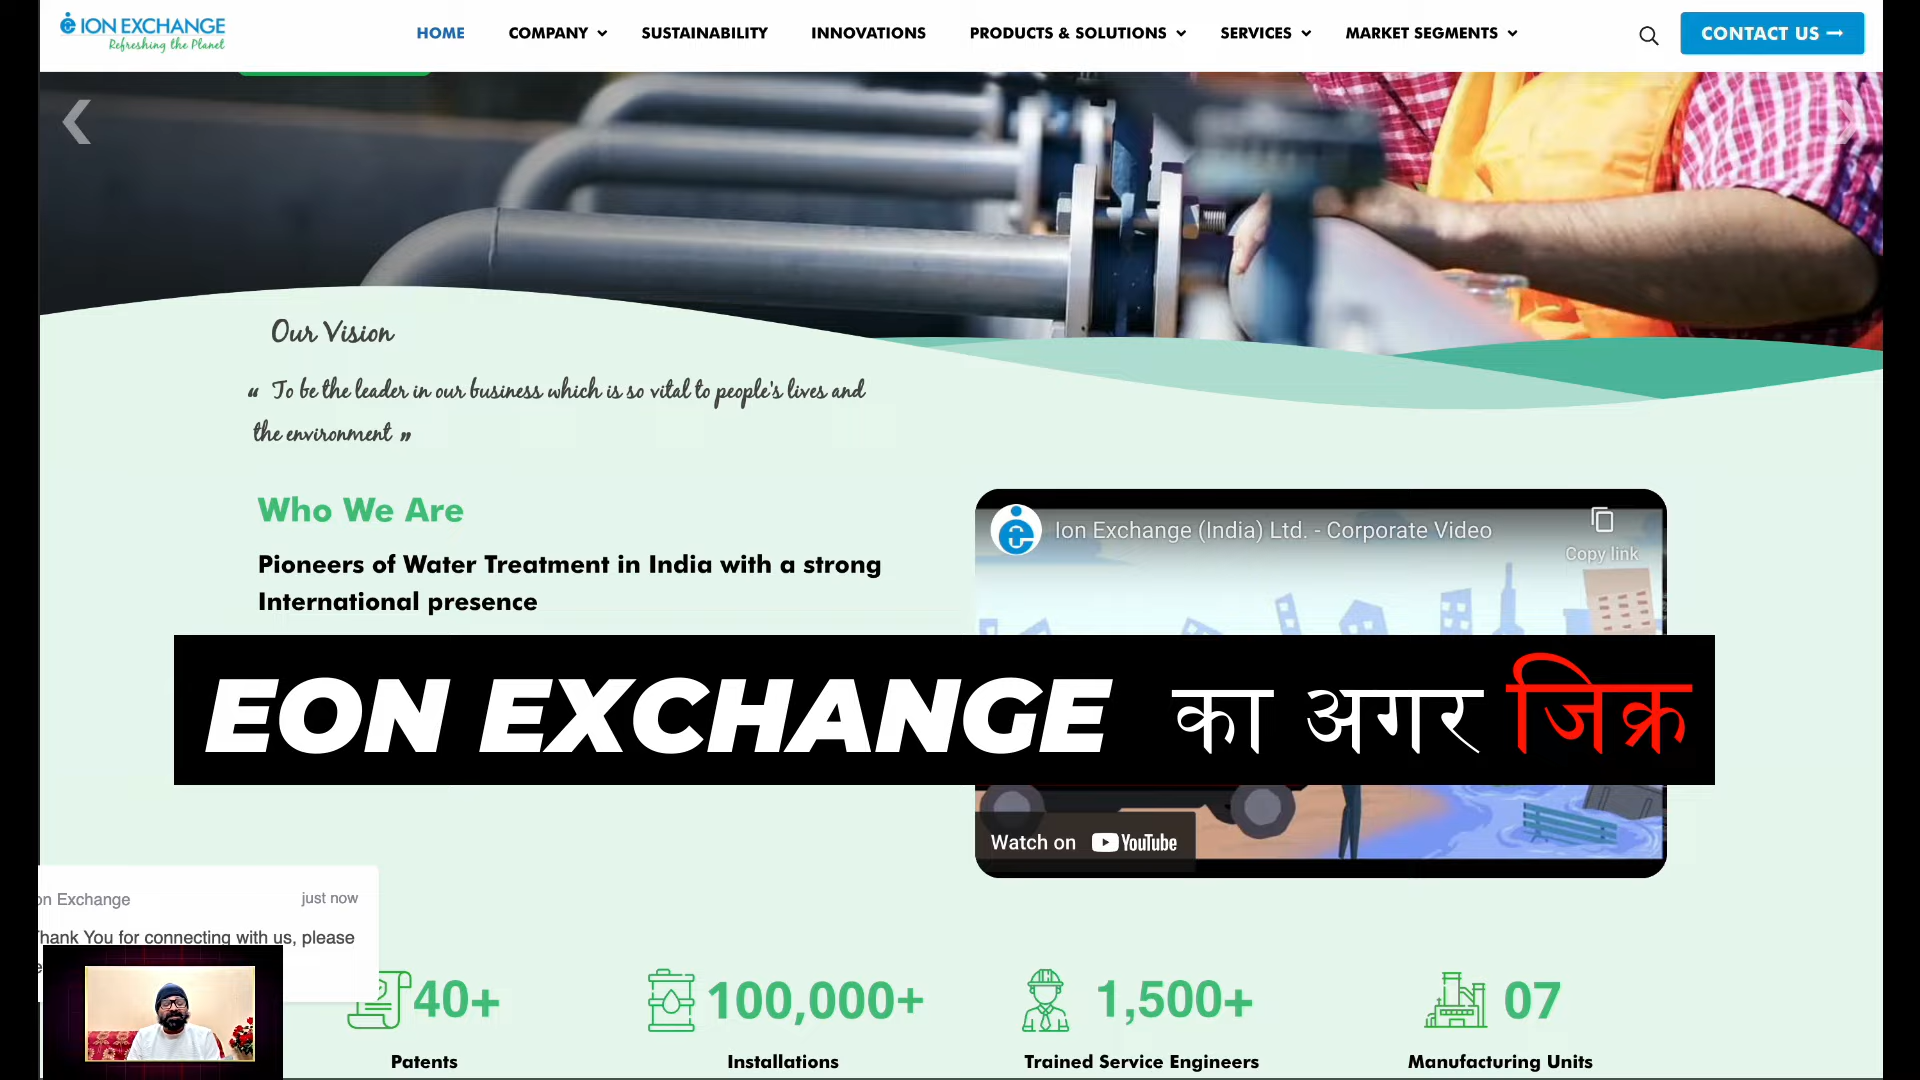 ION EXCHANGE
Refreshing the Planet
HOME
COMPANY
SUSTAINABILITY
INNOVATIONS
PRODUCTS & SOLUTIONS
SERVICES
MARKET SEGMENTS
CONTACT US
Our Vision
“ To be the leader in our business which is so vital to people's lives and
the environment ”
Who We Are
Pioneers of Water Treatment in India with a strong
International presence
Ion Exchange (India) Ltd. - Corporate Video
Copy link
EON EXCHANGE का अगर जिक्र
Watch on YouTube
on Exchange just now
Thank You for connecting with us, please
40+
Patents
100,000+
Installations
1,500+
Trained Service Engineers
07
Manufacturing Units